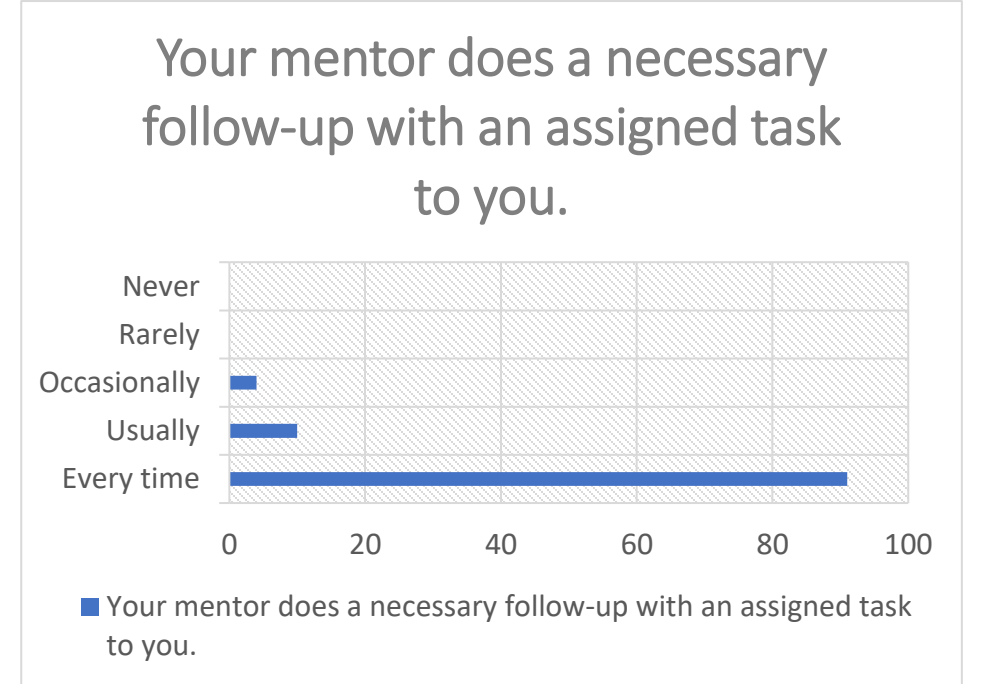 Your mentor does a necessary
follow-up with an assigned task
to you.
Never
Rarely
Occasionally
Usually
Every time
0 20 40 60 80 100
Your mentor does a necessary follow-up with an assigned task
to you.